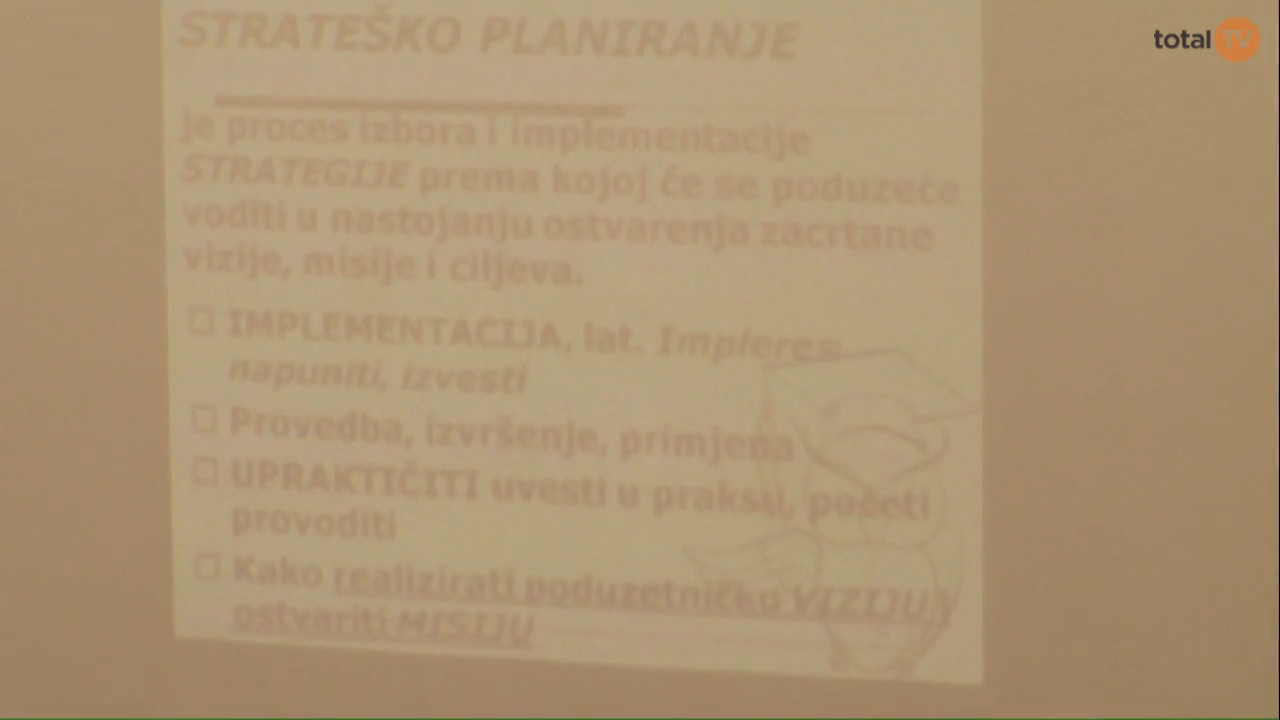 total TV
STRATEŠKO PLANIRANJE
je proces izbora i implementacije
STRATEGIJE prema kojoj će se poduzeće
voditi u nastojanju ostvarenja zacrtane
vizije, misije i ciljeva.
IMPLEMENTACIJA, lat. Implere=
napuniti, izvesti
Provedba, izvršenje, primjena
UPRAKTIČITI uvesti u praksu, početi
provoditi
Kako realizirati poduzetničku VIZIJU, i
ostvariti MISIJU